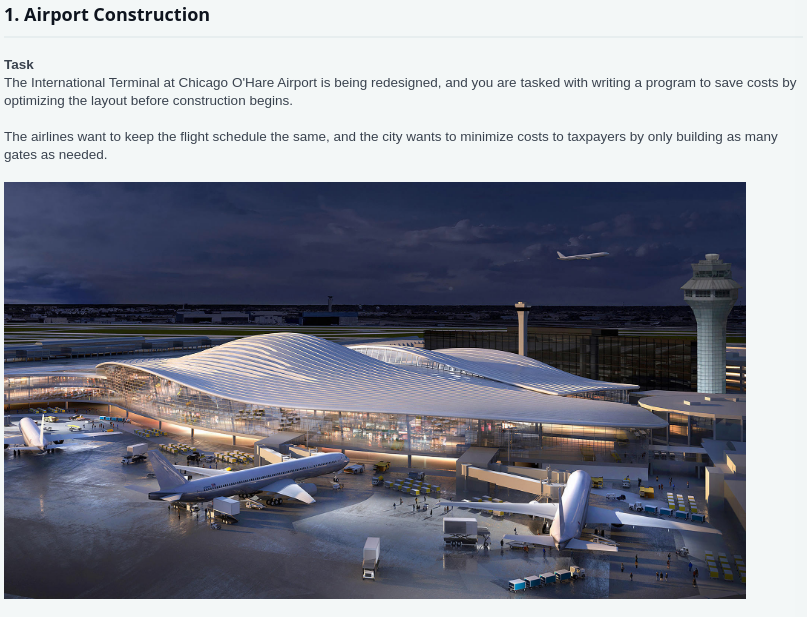 1. Airport Construction
Task
The International Terminal at Chicago O'Hare Airport is being redesigned, and you are tasked with writing a program to save costs by
optimizing the layout before construction begins.
The airlines want to keep the flight schedule the same, and the city wants to minimize costs to taxpayers by only building as many
gates as needed.